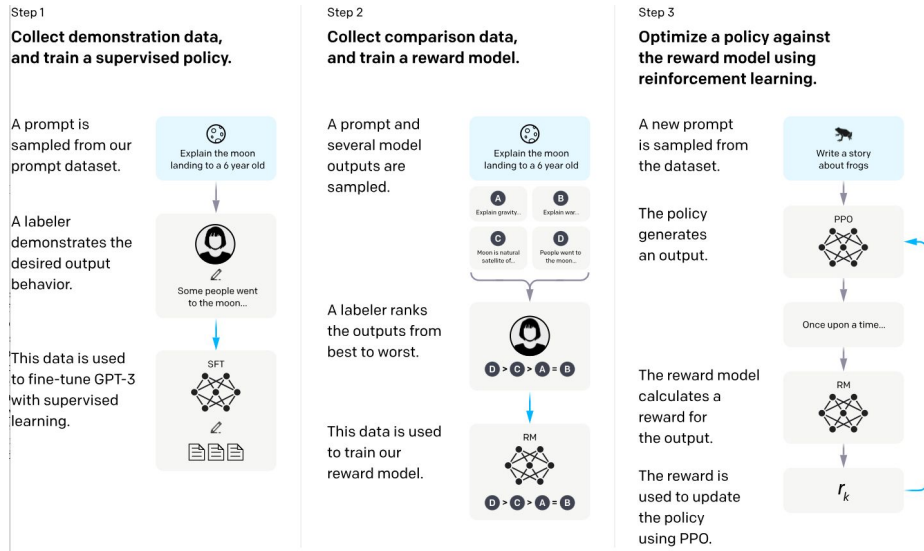 Step 1
Collect demonstration data,
and train a supervised policy.
A prompt is
sampled from our
prompt dataset.
Explain the moon
landing to a 6 year old
A labeler
demonstrates the
desired output
behavior.
Some people went
to the moon...
This data is used
to fine-tune GPT-3
with supervised
learning.
SFT
Step 2
Collect comparison data,
and train a reward model.
A prompt and
several model
outputs are
sampled.
Explain the moon
landing to a 6 year old
A
Explain gravity...
B
Explain war...
C
Moon is natural
satellite of...
D
People went to
the moon...
A labeler ranks
the outputs from
best to worst.
D > C > A = B
This data is used
to train our
reward model.
RM
D > C > A = B
Step 3
Optimize a policy against
the reward model using
reinforcement learning.
A new prompt
is sampled from
the dataset.
Write a story
about frogs
The policy
generates
an output.
PPO
Once upon a time...
The reward model
calculates a
reward for
the output.
RM
The reward is
used to update
the policy
using PPO.
rk